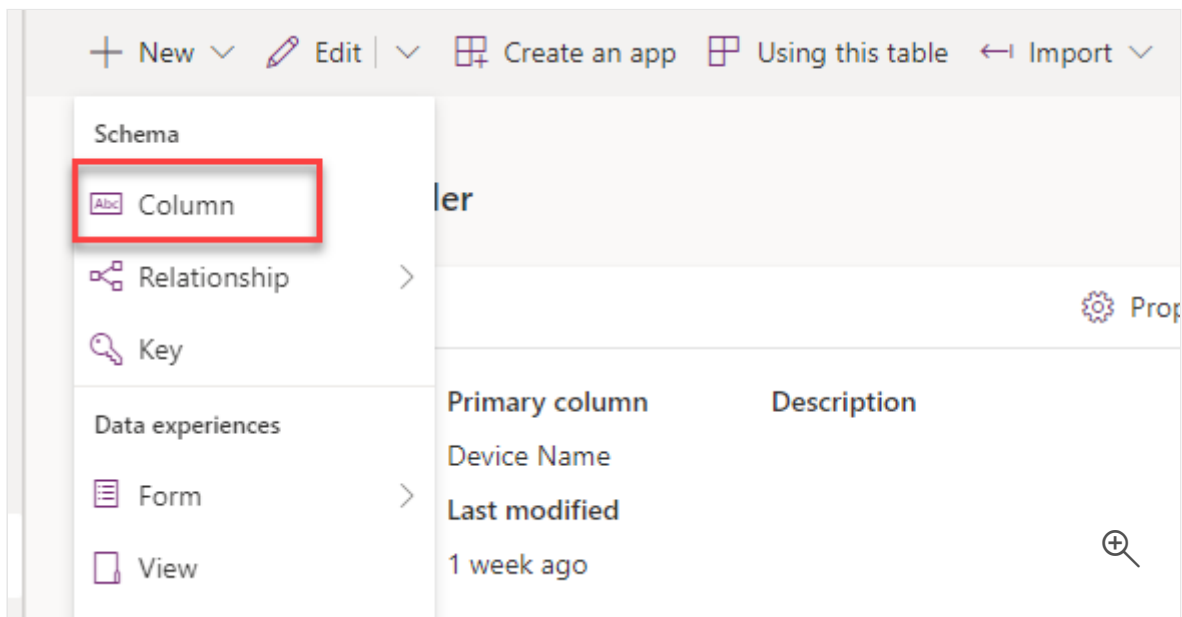 New Edit Create an app Using this table Import
Schema
Abc Column
ler
Relationship
Prop
Key
Primary column Description
Data experiences
Device Name
Form
Last modified
View
1 week ago